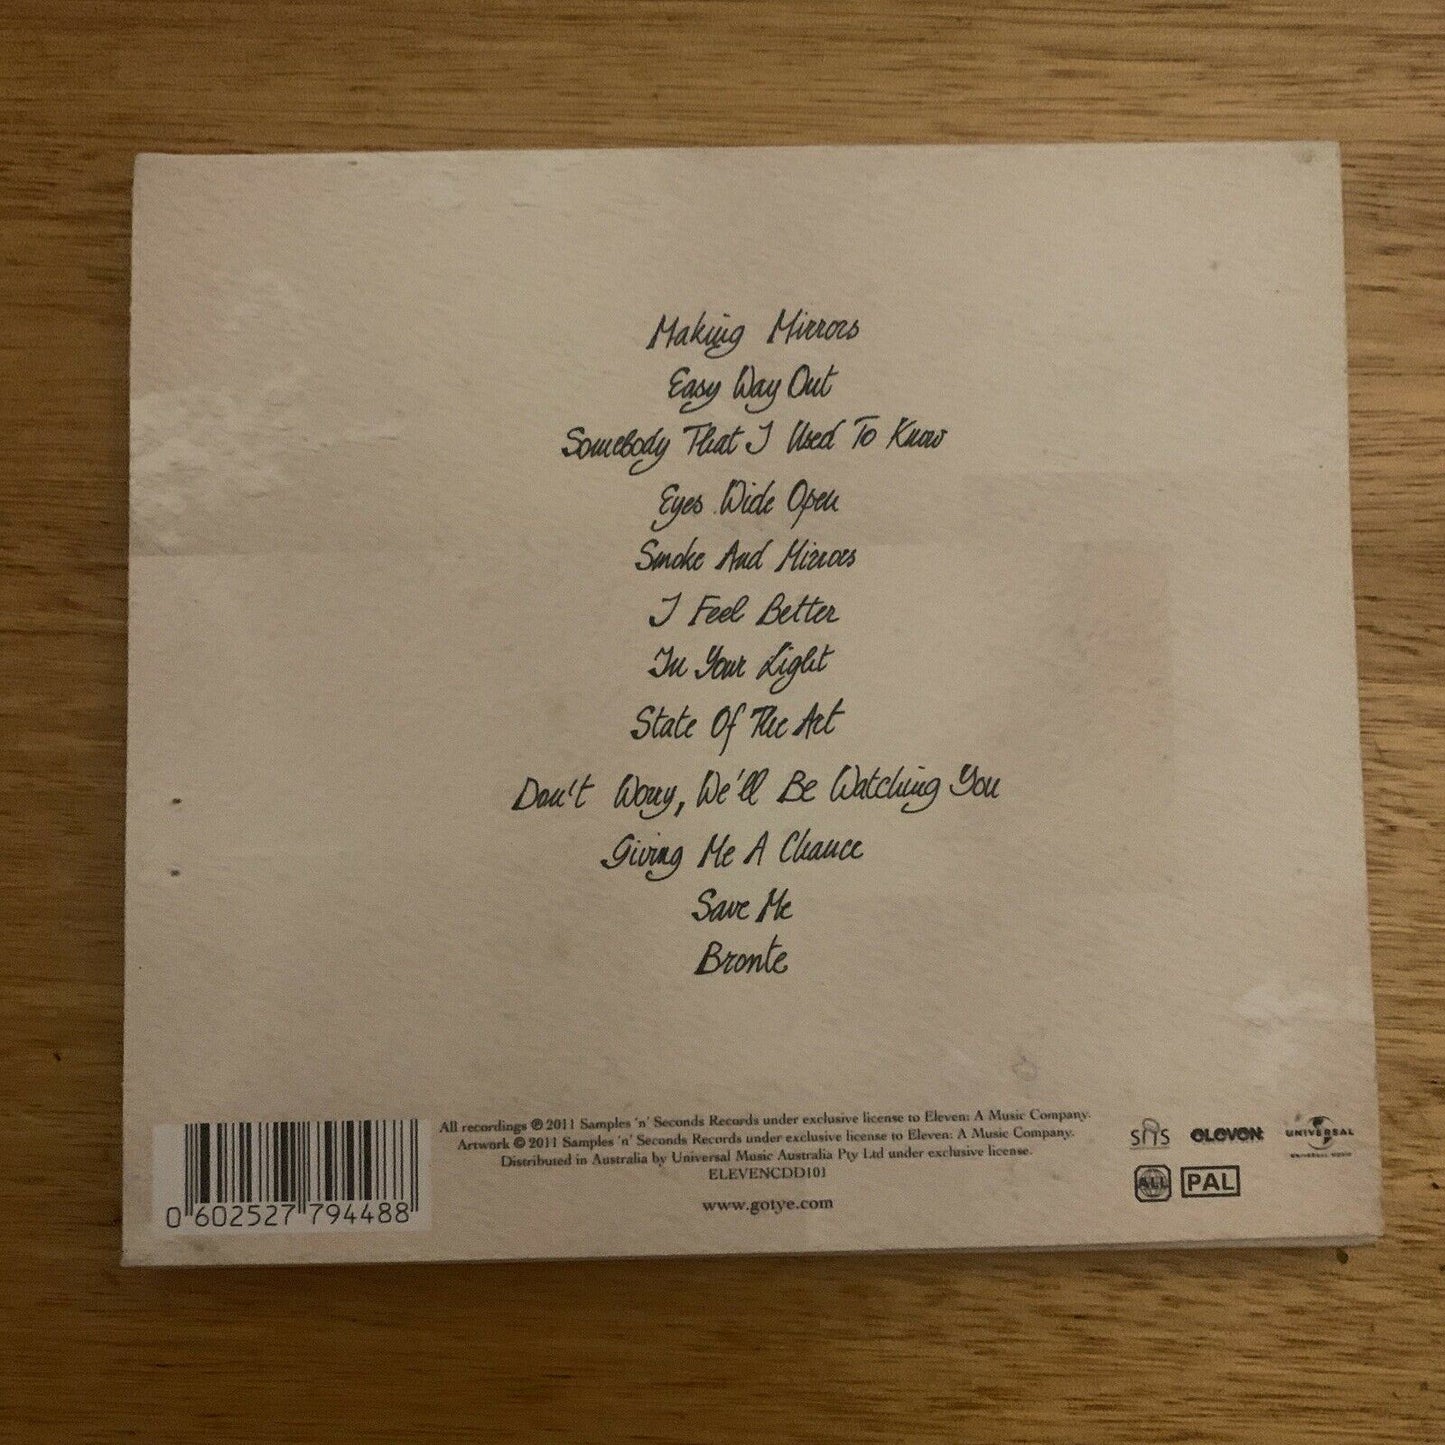 Making Mirrors
Easy Way Out
Somebody That I Used To Know
Eyes Wide Open
Smoke And Mirrors
I Feel Better
In Your Light
State Of The Art
Don't Worry, We'll Be Watching You
Giving Me A Chance
Save Me
Bronte
All recordings ℗ 2011 Samples 'n' Seconds Records under exclusive license to Eleven: A Music Company.
Artwork © 2011 Samples 'n' Seconds Records under exclusive license to Eleven: A Music Company.
Distributed in Australia by Universal Music Australia Pty Ltd under exclusive license.
ELEVENCDD101
www.gotye.com
0 602527 794488
SNS ELEVEN: UNIVERSAL
UNIVERSAL MUSIC
ALL PAL